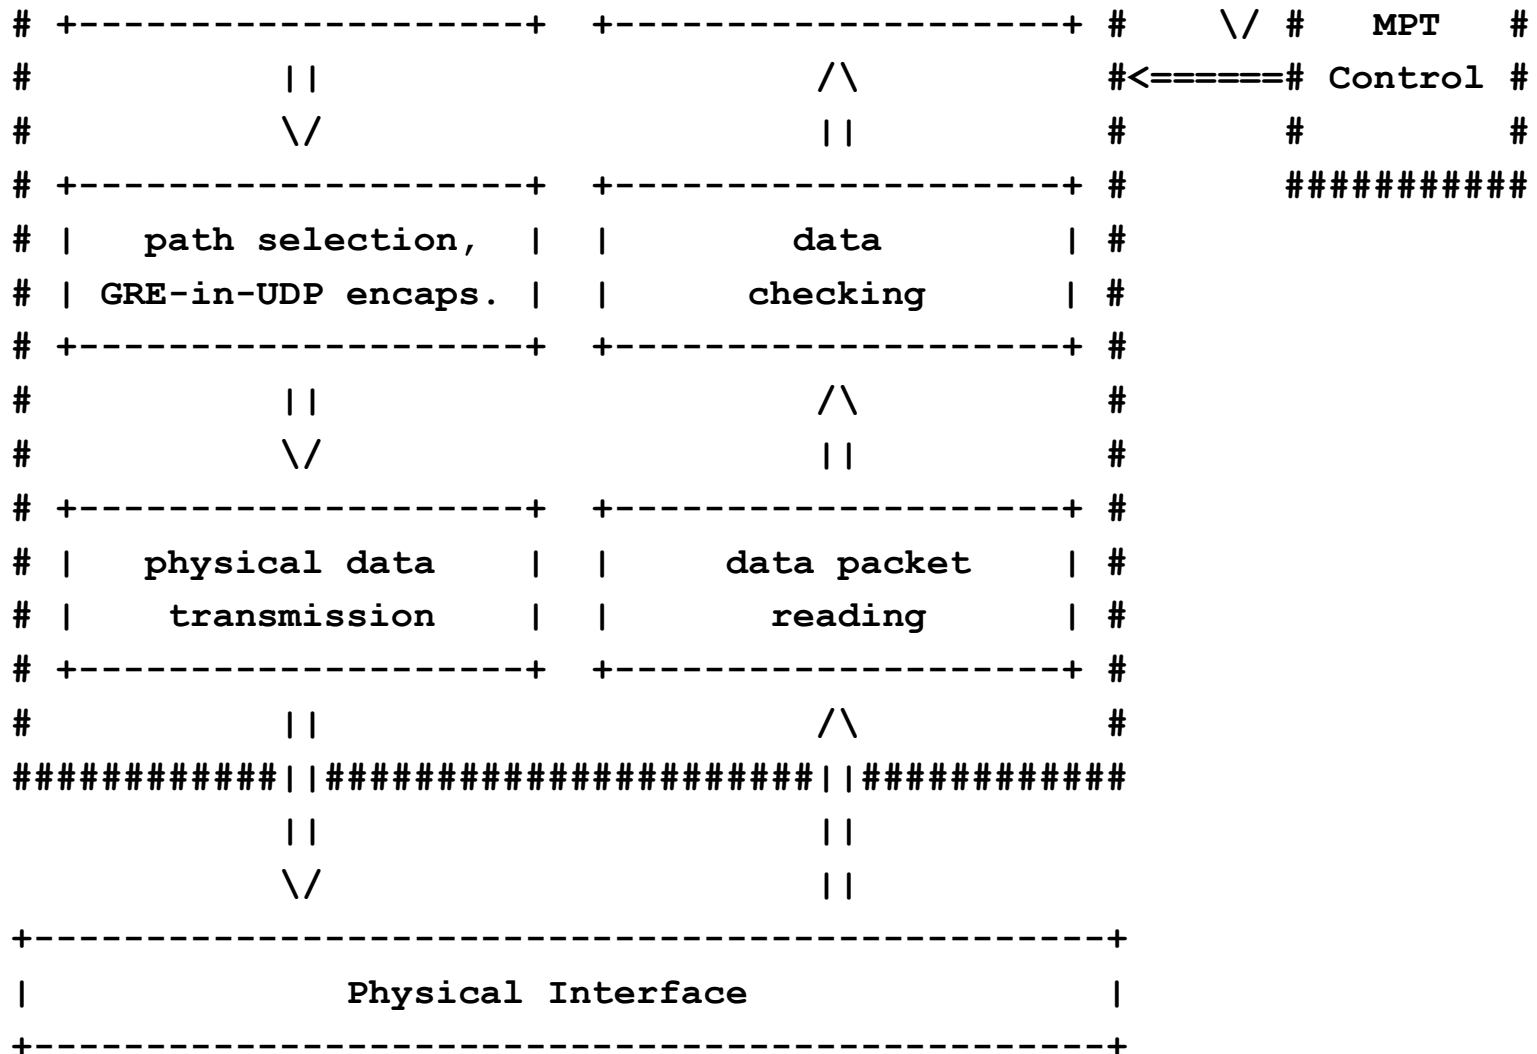 # +--------------------+  +--------------------+ #    \/ #   MPT   #
#           ||                      /\           #<======# Control #
#           \/                      ||           #       #         #
# +--------------------+  +--------------------+ #       ###########
# |   path selection,  |  |        data        | #
# | GRE-in-UDP encaps. |  |      checking      | #
# +--------------------+  +--------------------+ #
#           ||                      /\           #
#           \/                      ||           #
# +--------------------+  +--------------------+ #
# |   physical data    |  |     data packet    | #
# |    transmission    |  |       reading      | #
# +--------------------+  +--------------------+ #
#           ||                      /\           #
############||######################||############
            ||                      ||
            \/                      ||
+------------------------------------------------+
|              Physical Interface                |
+------------------------------------------------+